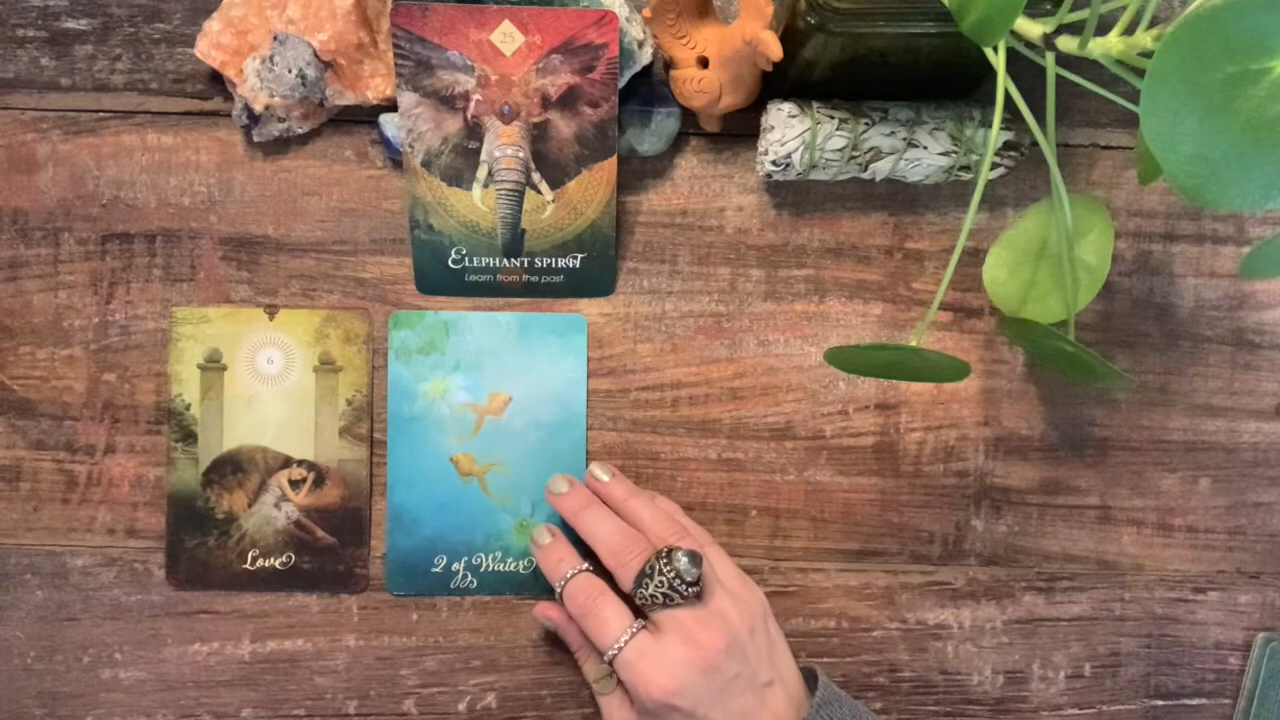 25
ELEPHANT SPIRIT
Learn from the past.
6
Love
2 of Water